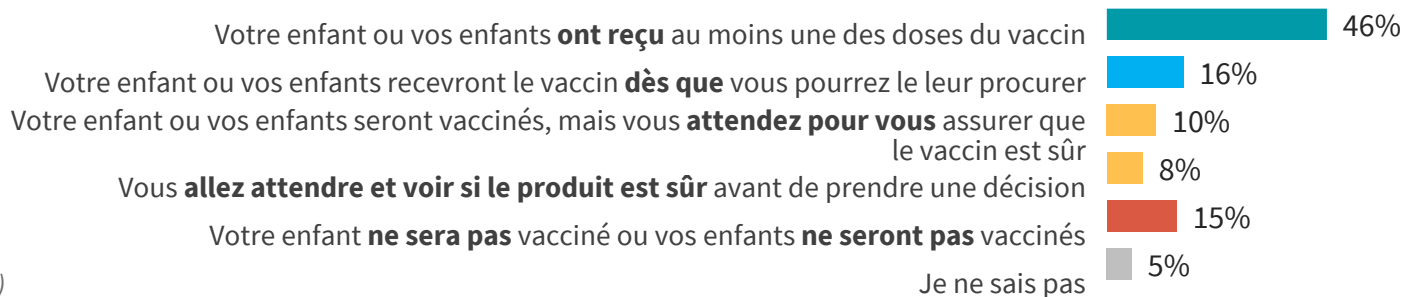 Votre enfant ou vos enfants ont reçu au moins une des doses du vaccin 46%
Votre enfant ou vos enfants recevront le vaccin dès que vous pourrez le leur procurer 16%
Votre enfant ou vos enfants seront vaccinés, mais vous attendez pour vous assurer que
le vaccin est sûr 10%
Vous allez attendre et voir si le produit est sûr avant de prendre une décision 8%
Votre enfant ne sera pas vacciné ou vos enfants ne seront pas vaccinés 15%
Je ne sais pas 5%
)